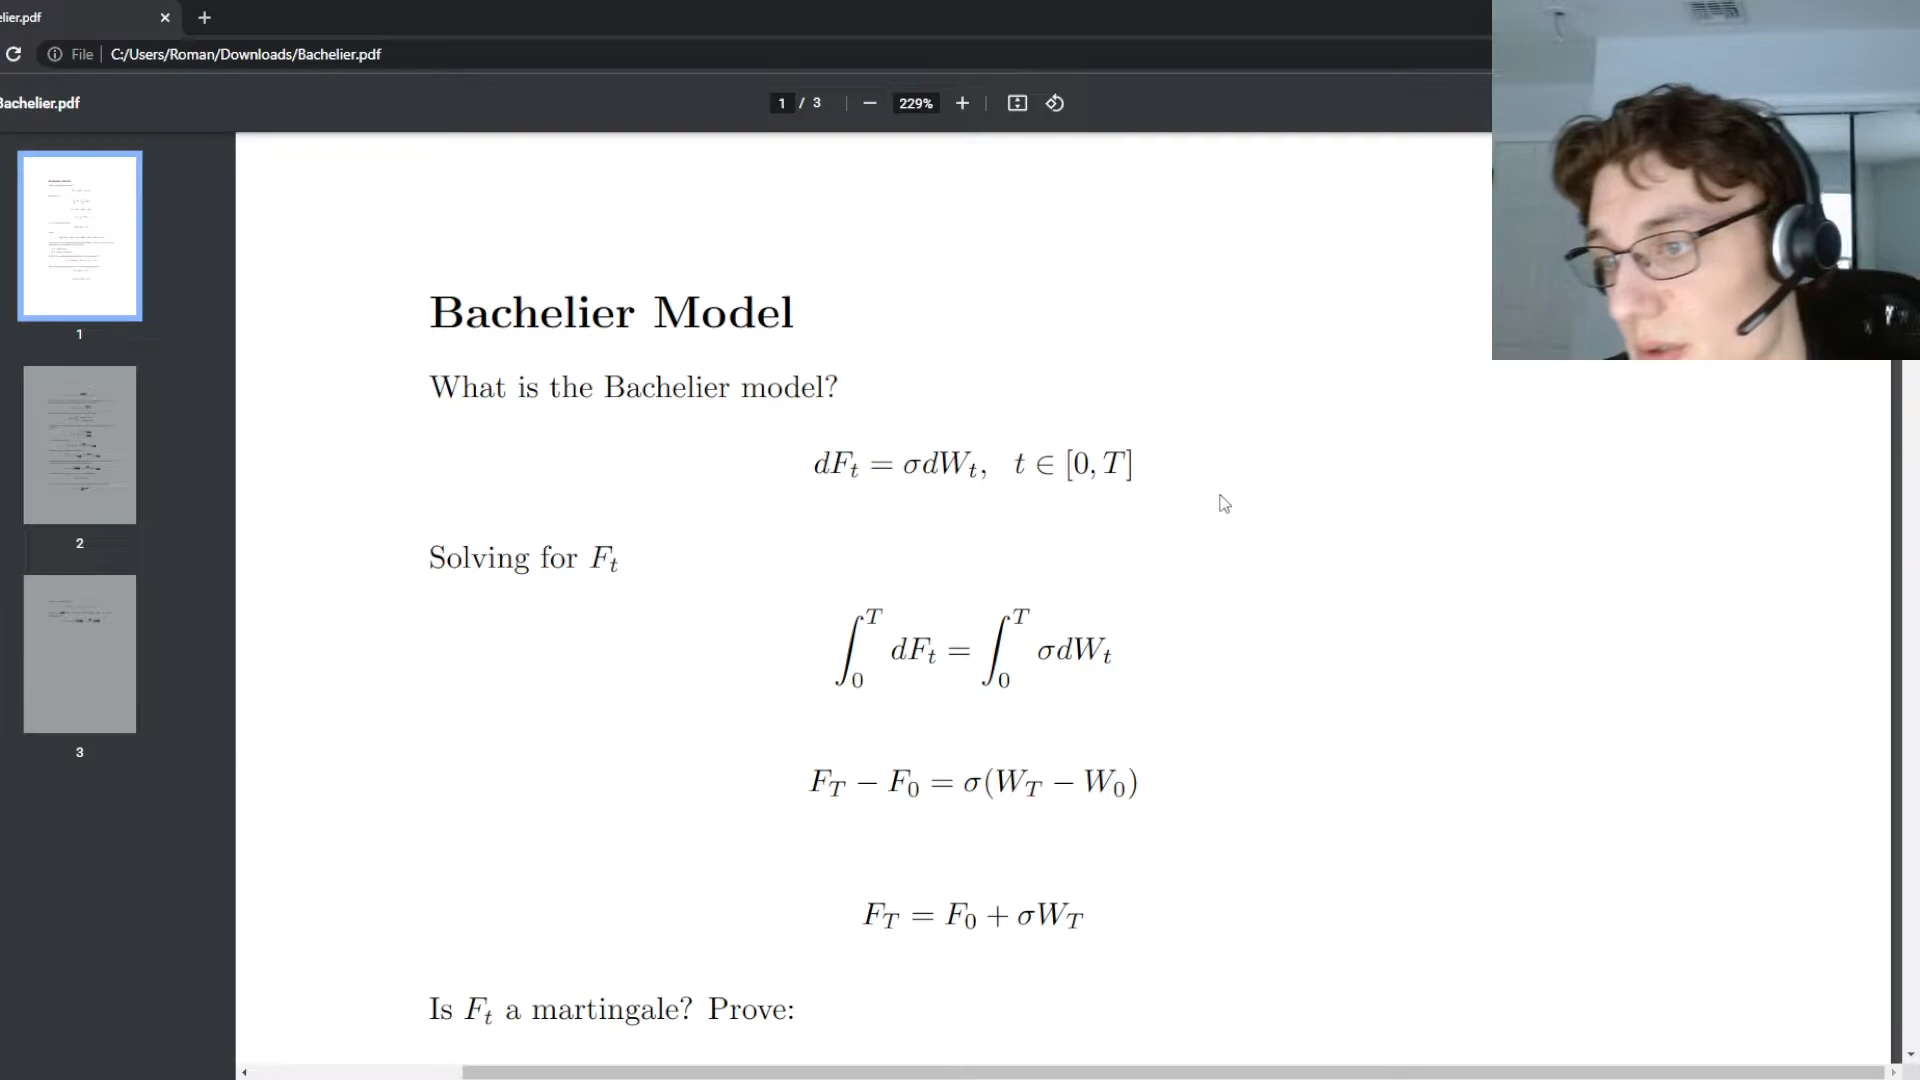 elier.pdf
File C:/Users/Roman/Downloads/Bachelier.pdf
Bachelier.pdf
1 / 3
229%
1
2
3
Bachelier Model
What is the Bachelier model?
dF_t = σdW_t, t ∈ [0, T]
Solving for F_t
∫_0^T dF_t = ∫_0^T σdW_t
F_T − F_0 = σ(W_T − W_0)
F_T = F_0 + σW_T
Is F_t a martingale? Prove: